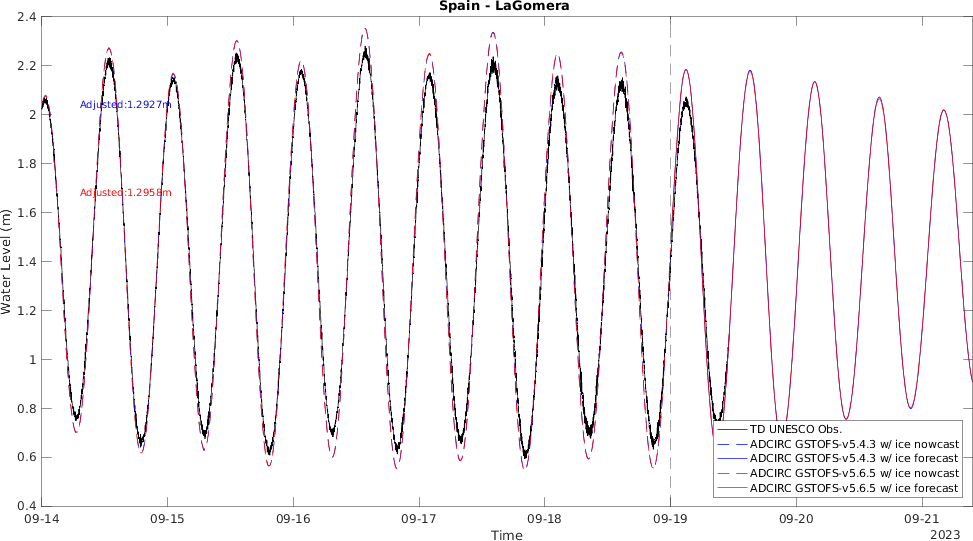 Spain - LaGomera
2.4
2.2
2
1.8
1.6
1.4
1.2
1
0.8
0.6
0.4
Water Level (m)
Adjusted:1.2927m
Adjusted:1.2958m
TD UNESCO Obs.
ADCIRC GSTOFS-v5.4.3 w/ ice nowcast
ADCIRC GSTOFS-v5.4.3 w/ ice forecast
ADCIRC GSTOFS-v5.6.5 w/ ice nowcast
ADCIRC GSTOFS-v5.6.5 w/ ice forecast
09-14 09-15 09-16 09-17 09-18 09-19 09-20 09-21
Time
2023